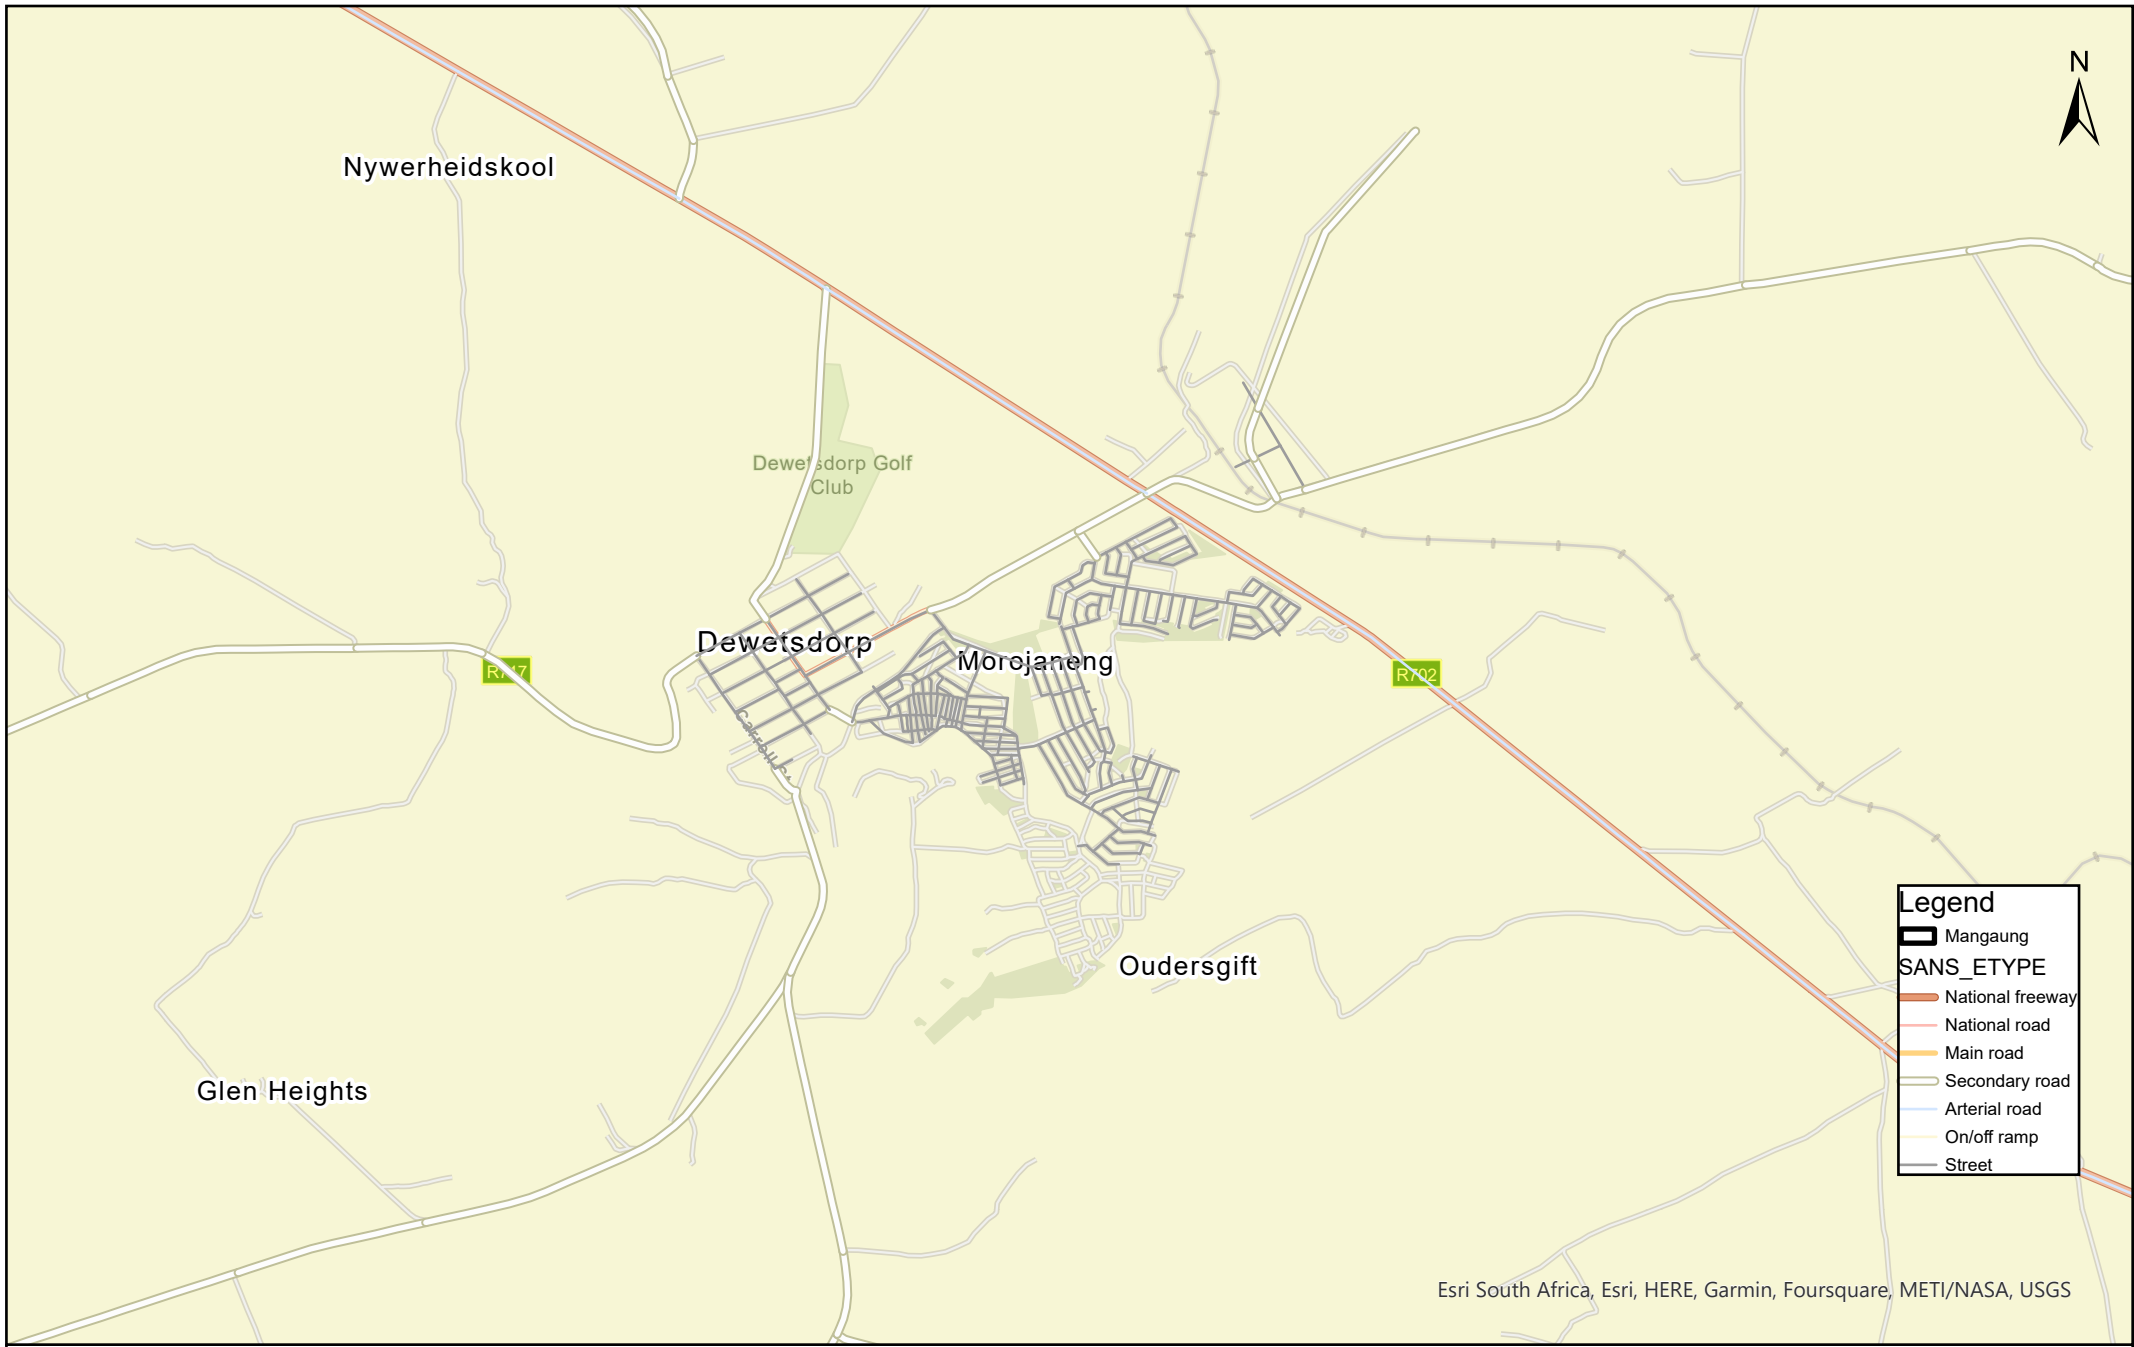 N
Nywerheidskool
Dewetsdorp Golf
Club
Dewetsdorp
Morojaneng
R702
Oudersgift
Glen Heights
Legend
Mangaung
SANS_ETYPE
National freeway
National road
Main road
Secondary road
Arterial road
On/off ramp
Street
Esri South Africa, Esri, HERE, Garmin, Foursquare, METI/NASA, USGS